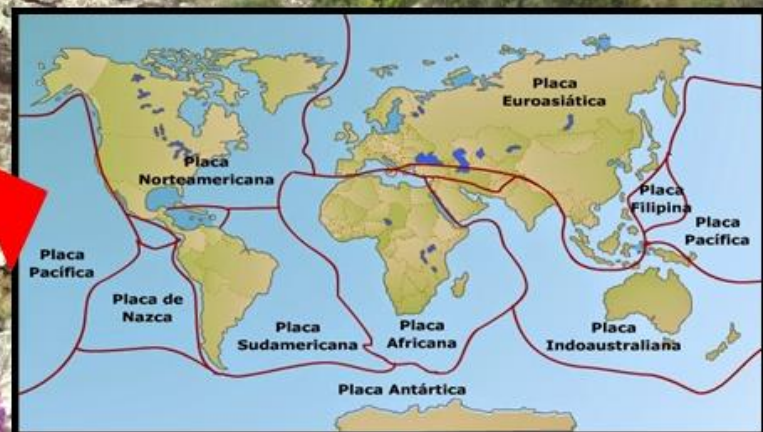 Placa
Euroasiática
Placa
Norteamericana
Placa
Filipina
Placa
Pacífica
Placa
Pacífica
Placa de
Nazca
Placa
Sudamericana
Placa
Africana
Placa
Indoaustraliana
Placa Antártica